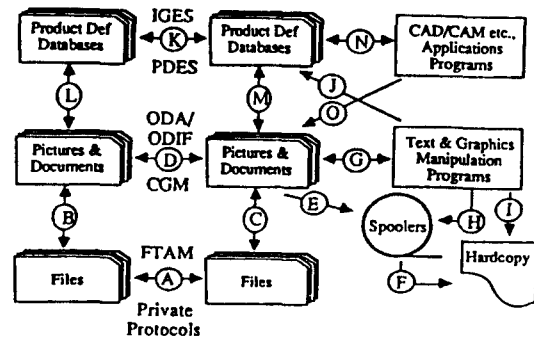 IGES
Product Def
Databases
K
PDES
Product Def
Databases
N
CAD/CAM etc.,
Applications
Programs
J
L
M
O
ODA/
ODIF
Pictures &
Documents
D
CGM
Pictures &
Documents
G
Text & Graphics
Manipulation
Programs
B
C
E
Spoolers
H
I
FTAM
Files
A
Files
F
Hardcopy
Private
Protocols